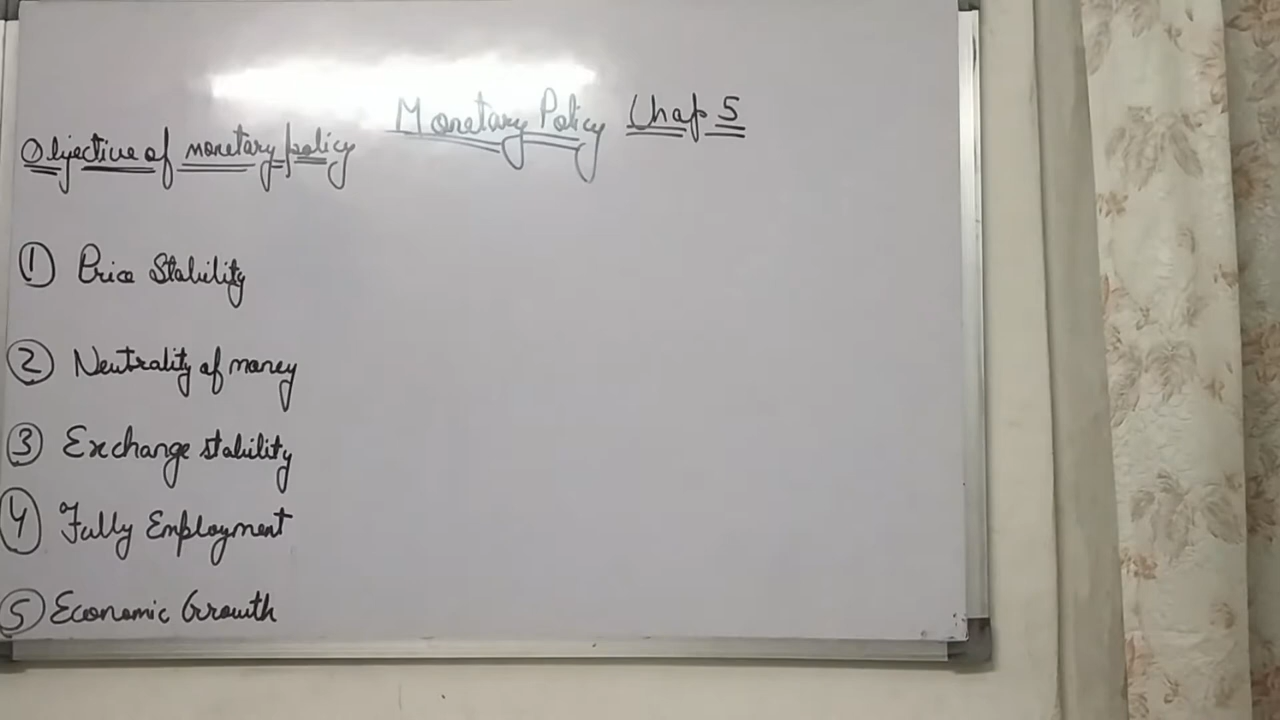 Monetary Policy Chap 5
Objective of monetary policy
① Price Stability
② Neutrality of money
③ Exchange stability
④ Fully Employment
⑤ Economic Growth